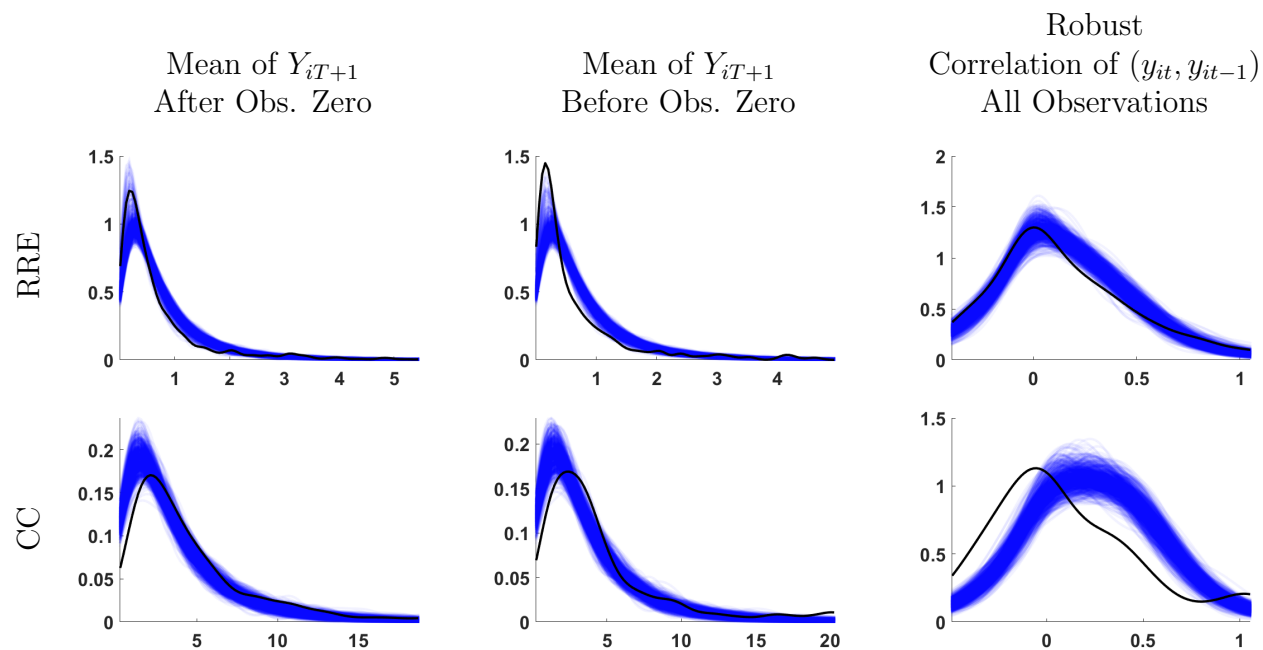 Mean of Y_{iT+1}
After Obs. Zero
Mean of Y_{iT+1}
Before Obs. Zero
Robust
Correlation of (y_{it}, y_{it-1})
All Observations
RRE
1.5
1
0.5
0
1 2 3 4 5
1.5
1
0.5
0
1 2 3 4
2
1.5
1
0.5
0
0 0.5 1
CC
0.2
0.15
0.1
0.05
0
5 10 15
0.2
0.15
0.1
0.05
0
5 10 15 20
1.5
1
0.5
0
0 0.5 1